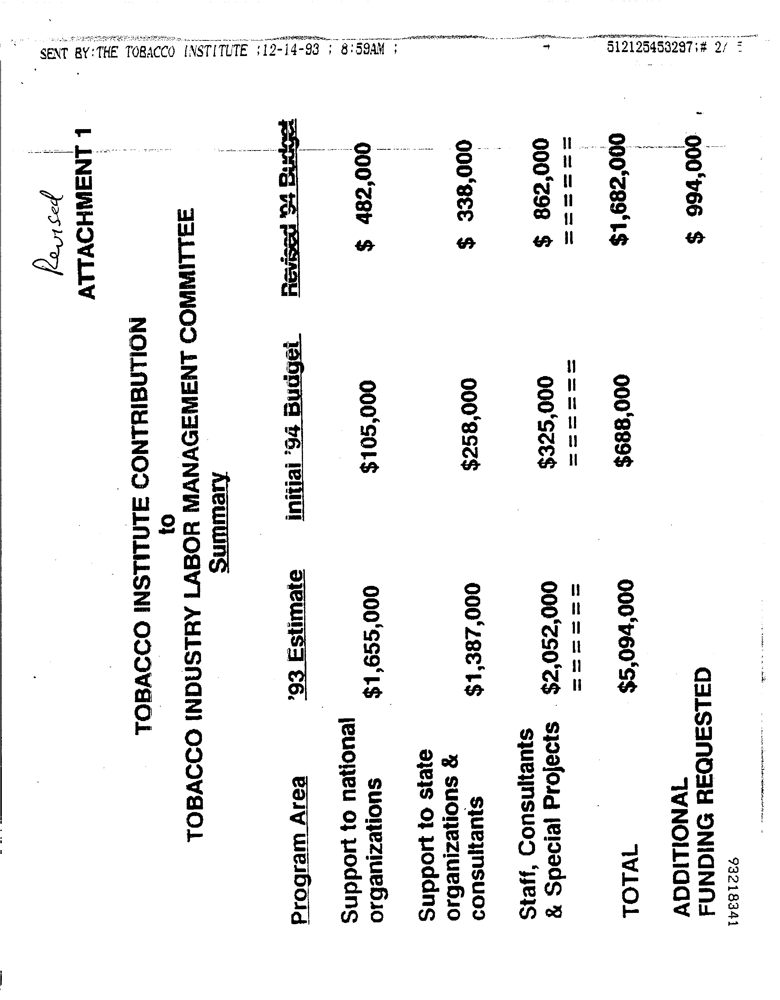 SENT BY:THE TOBACCO INSTITUTE ;12-14-93 ; 8:59AM ; → 512125453297;# 2/ 5
Revised
ATTACHMENT 1
TOBACCO INSTITUTE CONTRIBUTION
to
TOBACCO INDUSTRY LABOR MANAGEMENT COMMITTEE
Summary
Program Area '93 Estimate Initial '94 Budget Revised '94 Budget
Support to national
organizations $1,655,000 $105,000 $ 482,000
Support to state
organizations & $1,387,000 $258,000 $ 338,000
consultants
Staff, Consultants
& Special Projects $2,052,000 $325,000 $ 862,000
====== ====== ======
TOTAL $5,094,000 $688,000 $1,682,000
ADDITIONAL
FUNDING REQUESTED $ 994,000
93218341